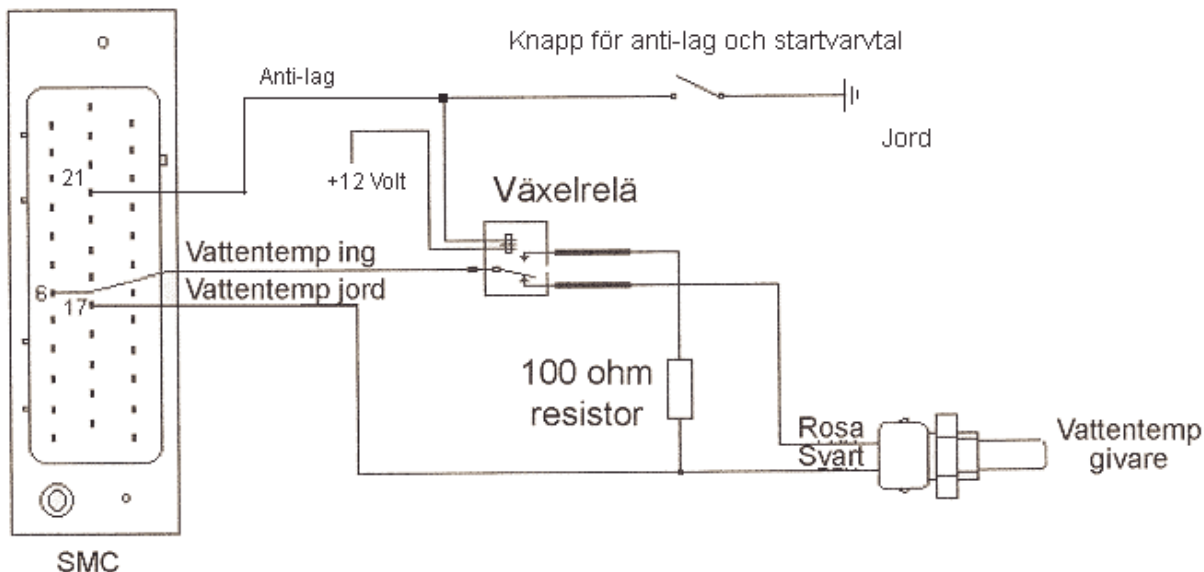 Knapp för anti-lag och startvarvtal
Anti-lag
Jord
21
+12 Volt
Växelrelä
Vattentemp ing
6
Vattentemp jord
17
100 ohm
resistor
Rosa
Svart
Vattentemp
givare
SMC